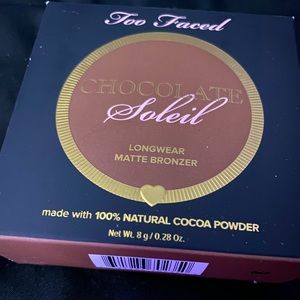 Too Faced
CHOCOLATE
Soleil
LONGWEAR
MATTE BRONZER
made with 100% NATURAL COCOA POWDER
Net Wt. 8 g / 0.28 Oz.